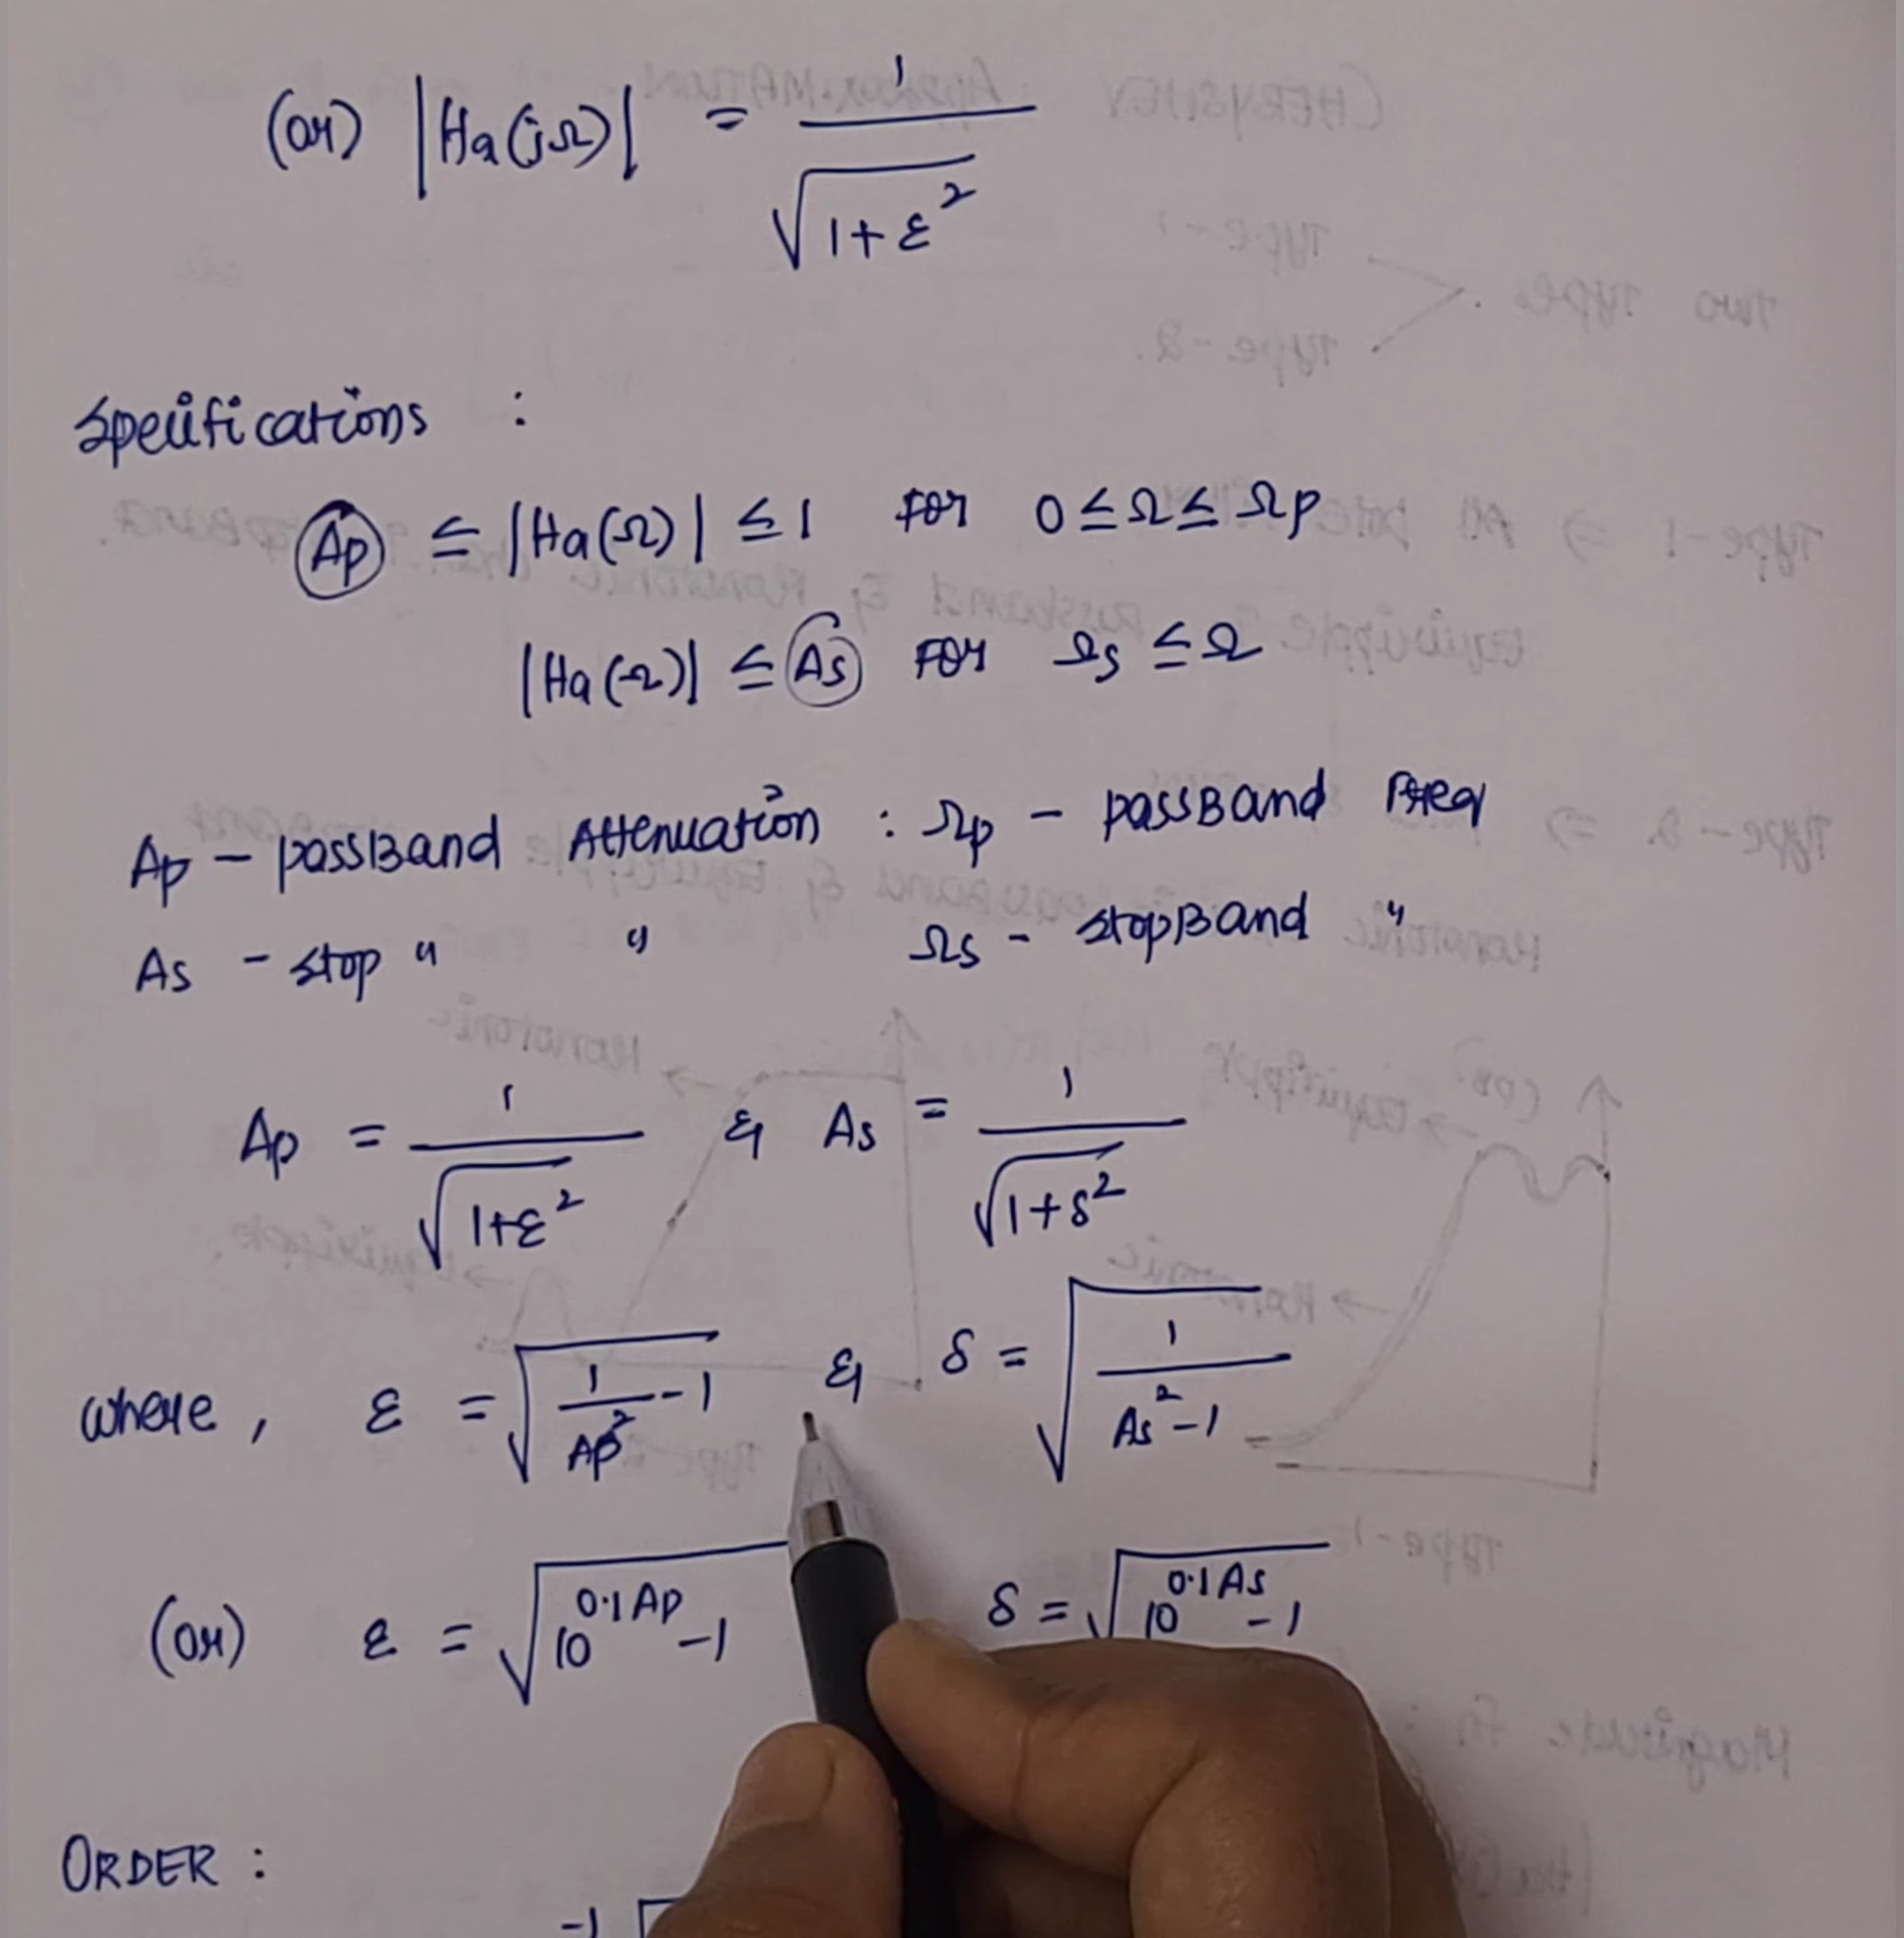 (or) |Ha(jΩ)| = 1 / √(1+ε²)
Specifications :
Ap ≤ |Ha(Ω)| ≤ 1 For 0≤Ω≤Ωp
|Ha(Ω)| ≤ As For Ωs ≤Ω
Ap – passBand Attenuation : Ωp – passBand Freq
As – stop " " Ωs – stopBand "
Ap = 1 / √(1+ε²) & As = 1 / √(1+δ²)
where, ε = √(1/Ap² - 1) & δ = √(1 / (As² - 1))
(or) ε = √(10^(0.1Ap) - 1) δ = √(10^(0.1As) - 1)
ORDER :
-1